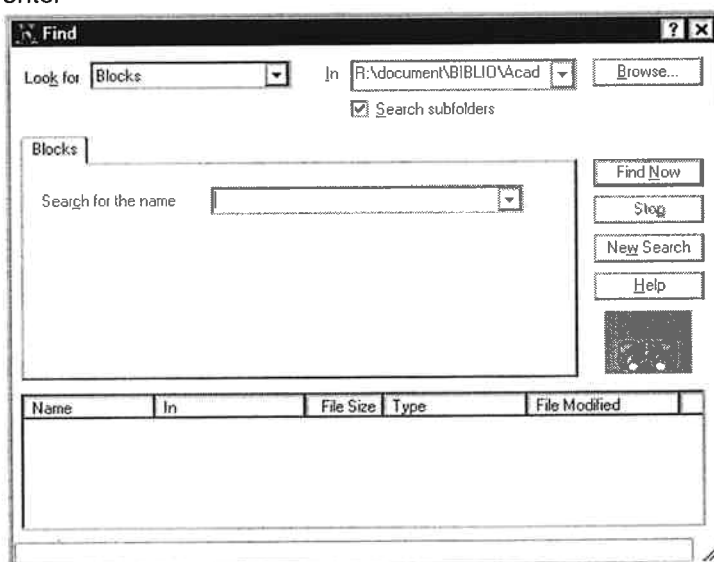 enter
Find
Look for Blocks In R:\document\BIBLIO\Acad Browse...
Search subfolders
Blocks
Search for the name
Find Now
Stop
New Search
Help
Name In File Size Type File Modified